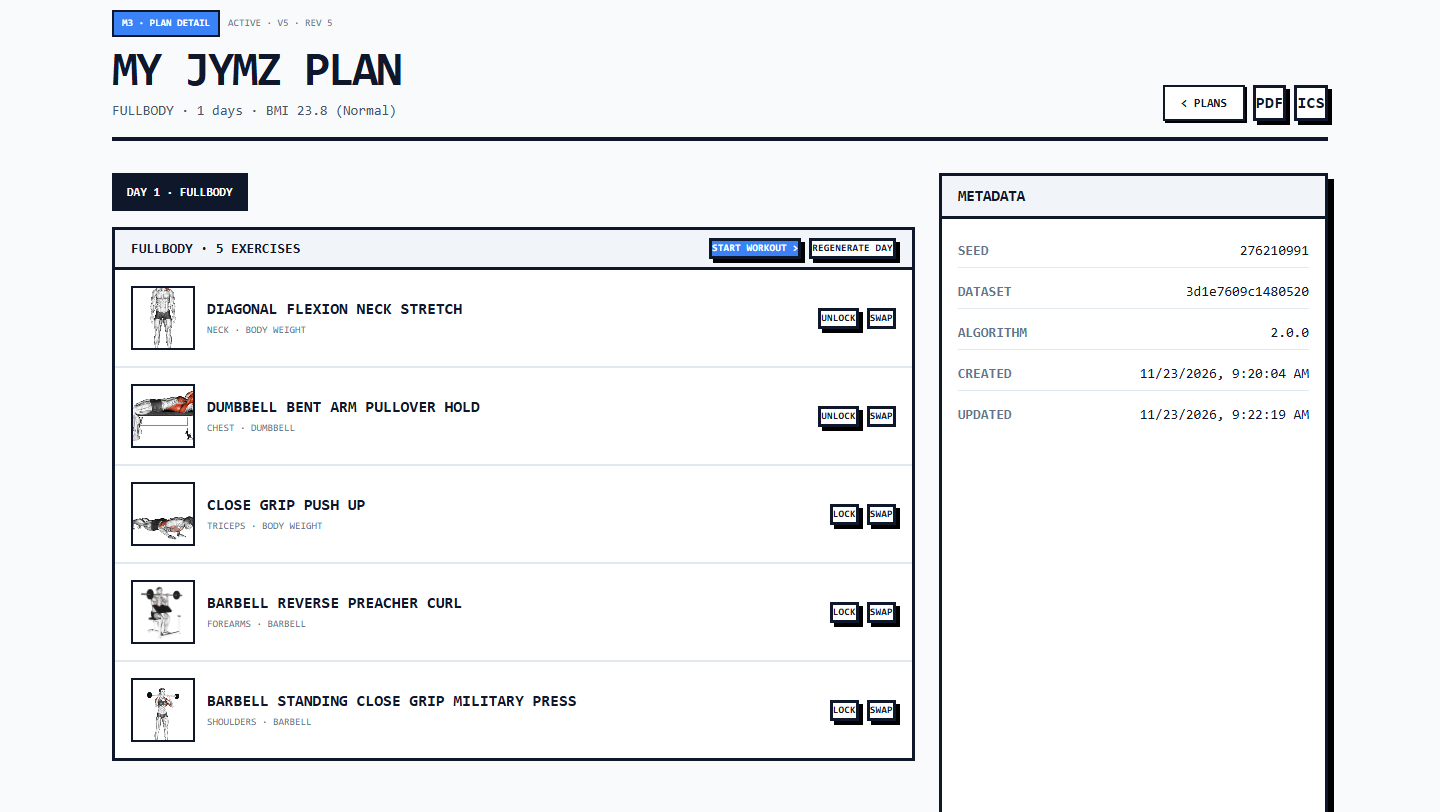 M3 · PLAN DETAIL ACTIVE · V5 · REV 5
MY JYMZ PLAN
FULLBODY · 1 days · BMI 23.8 (Normal)
< PLANS PDF ICS
DAY 1 · FULLBODY
FULLBODY · 5 EXERCISES START WORKOUT > REGENERATE DAY
DIAGONAL FLEXION NECK STRETCH
NECK · BODY WEIGHT
UNLOCK SWAP
DUMBBELL BENT ARM PULLOVER HOLD
CHEST · DUMBBELL
UNLOCK SWAP
CLOSE GRIP PUSH UP
TRICEPS · BODY WEIGHT
LOCK SWAP
BARBELL REVERSE PREACHER CURL
FOREARMS · BARBELL
LOCK SWAP
BARBELL STANDING CLOSE GRIP MILITARY PRESS
SHOULDERS · BARBELL
LOCK SWAP
METADATA
SEED 276210991
DATASET 3d1e7609c1480520
ALGORITHM 2.0.0
CREATED 11/23/2026, 9:20:04 AM
UPDATED 11/23/2026, 9:22:19 AM